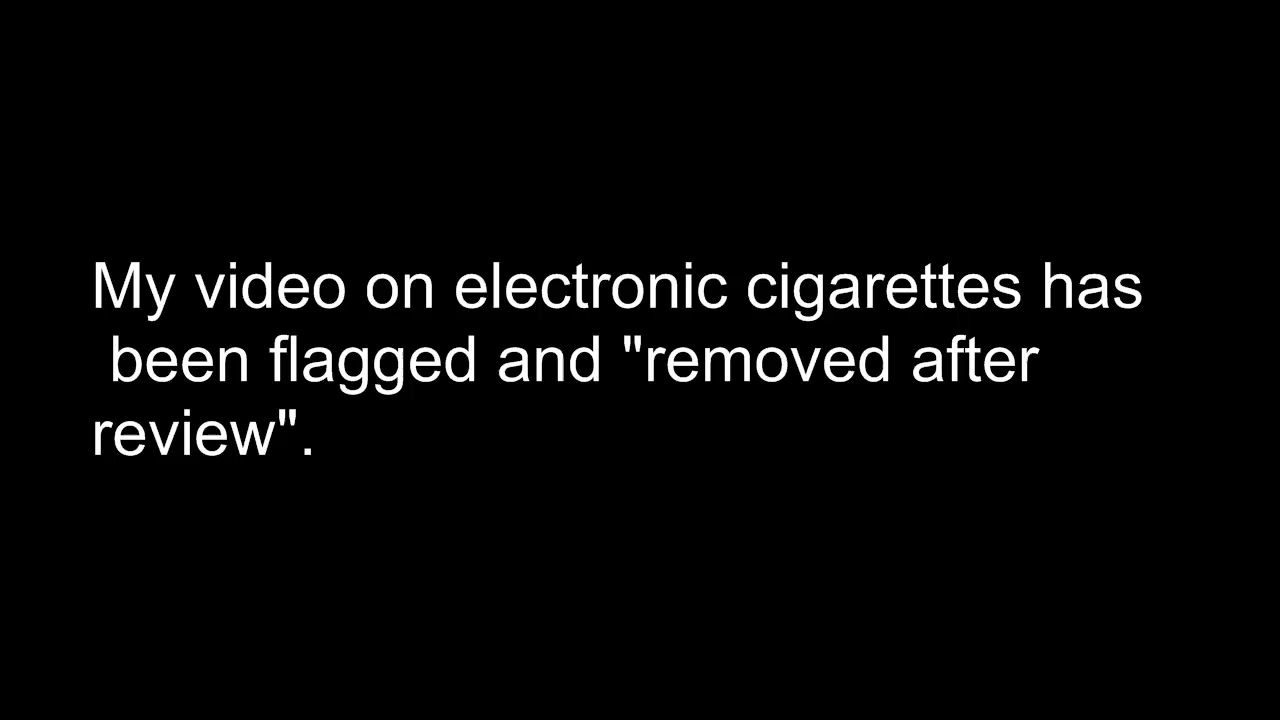 My video on electronic cigarettes has
been flagged and "removed after
review".